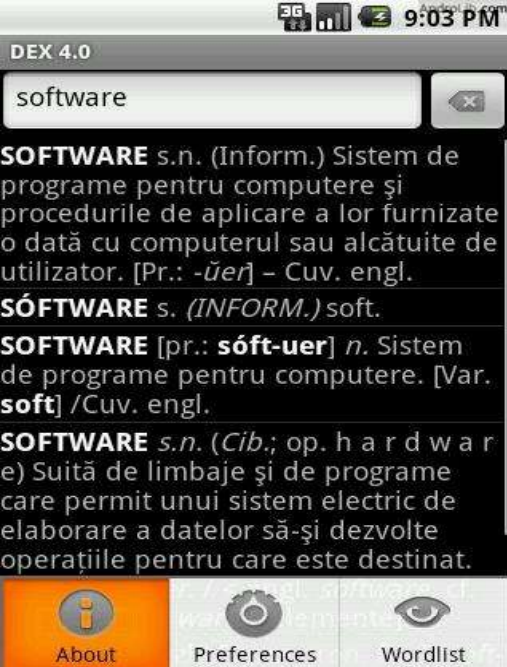 AndroLib.com
3G 9:03 PM
DEX 4.0
software
SOFTWARE s.n. (Inform.) Sistem de
programe pentru computere şi
procedurile de aplicare a lor furnizate
o dată cu computerul sau alcătuite de
utilizator. [Pr.: -ŭer] – Cuv. engl.
SÓFTWARE s. (INFORM.) soft.
SOFTWARE [pr.: sóft-uer] n. Sistem
de programe pentru computere. [Var.
soft] /Cuv. engl.
SOFTWARE s.n. (Cib.; op. h a r d w a r
e) Suită de limbaje şi de programe
care permit unui sistem electric de
elaborare a datelor să-şi dezvolte
operaţiile pentru care este destinat.
About Preferences Wordlist